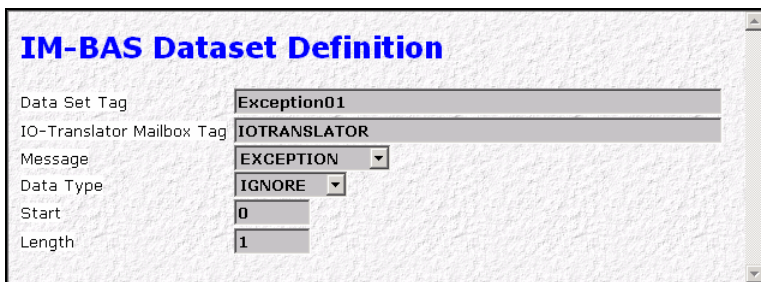 IM-BAS Dataset Definition
Data Set Tag Exception01
IO-Translator Mailbox Tag IOTRANSLATOR
Message EXCEPTION
Data Type IGNORE
Start 0
Length 1